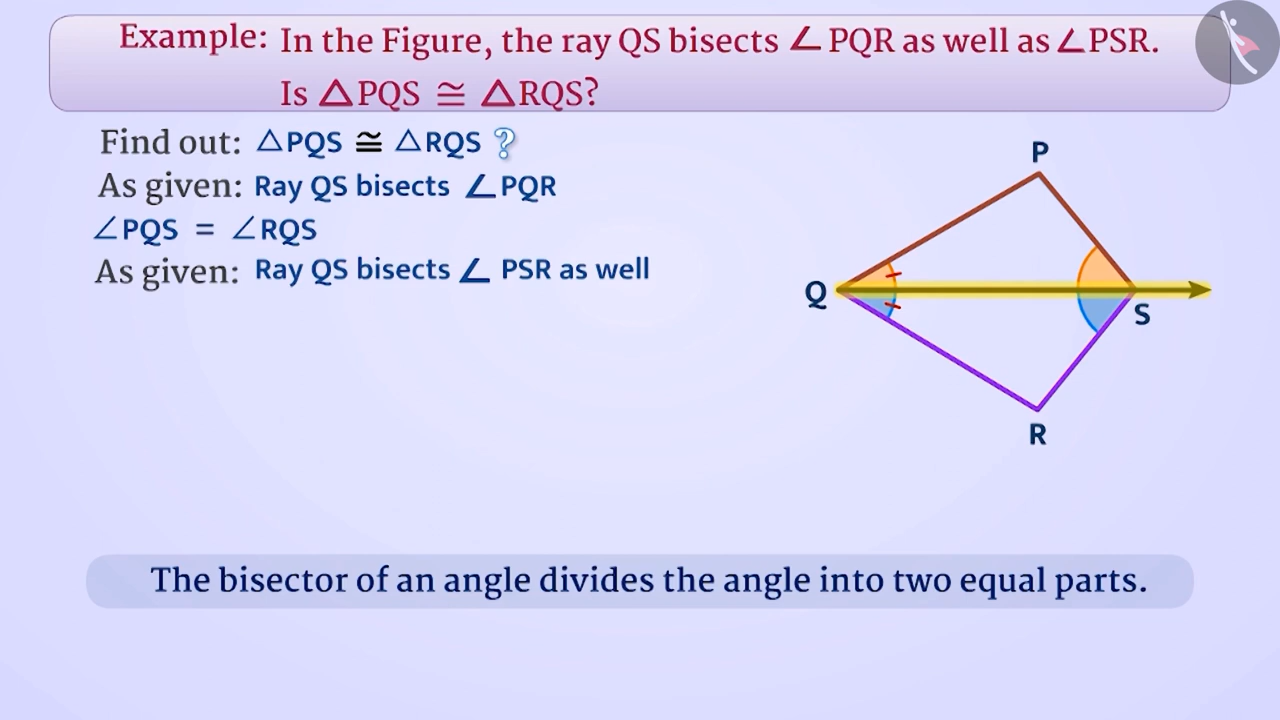 Example: In the Figure, the ray QS bisects ∠PQR as well as ∠PSR.
Is △PQS ≅ △RQS?
Find out: △PQS ≅ △RQS ?
As given: Ray QS bisects ∠PQR
∠PQS = ∠RQS
As given: Ray QS bisects ∠ PSR as well
P
Q
S
R
The bisector of an angle divides the angle into two equal parts.